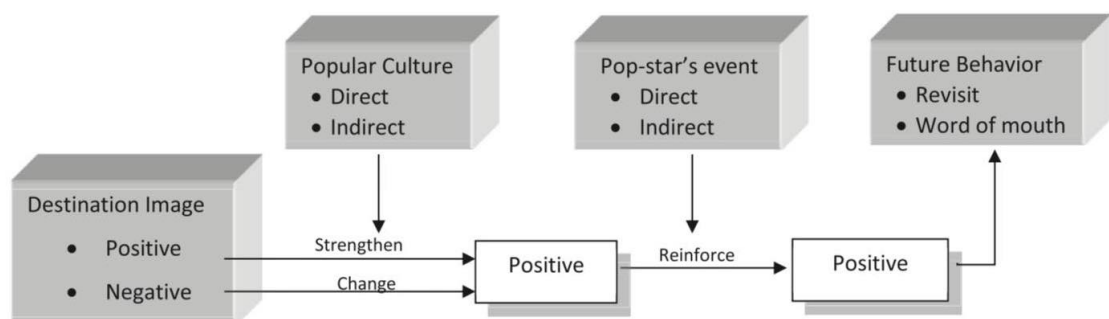 Popular Culture
• Direct
• Indirect
Pop-star’s event
• Direct
• Indirect
Future Behavior
• Revisit
• Word of mouth
Destination Image
• Positive
• Negative
Strengthen
Change
Positive
Reinforce
Positive